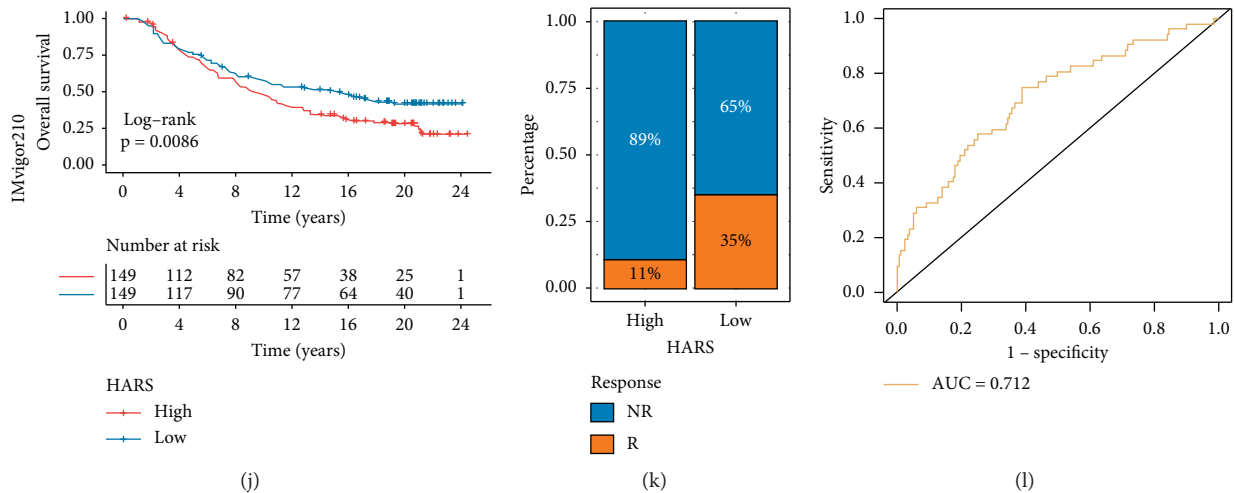 IMvigor210
Overall survival
1.00
0.75
0.50
0.25
0.00
Log–rank
p = 0.0086
0 4 8 12 16 20 24
Time (years)
Number at risk
149 112 82 57 38 25 1
149 117 90 77 64 40 1
0 4 8 12 16 20 24
Time (years)
HARS
High
Low
(j)
Percentage
1.00
0.75
0.50
0.25
0.00
89%
11%
65%
35%
High Low
HARS
Response
NR
R
(k)
Sensitivity
1.0
0.8
0.6
0.4
0.2
0.0
0.0 0.2 0.4 0.6 0.8 1.0
1 – specificity
AUC = 0.712
(l)